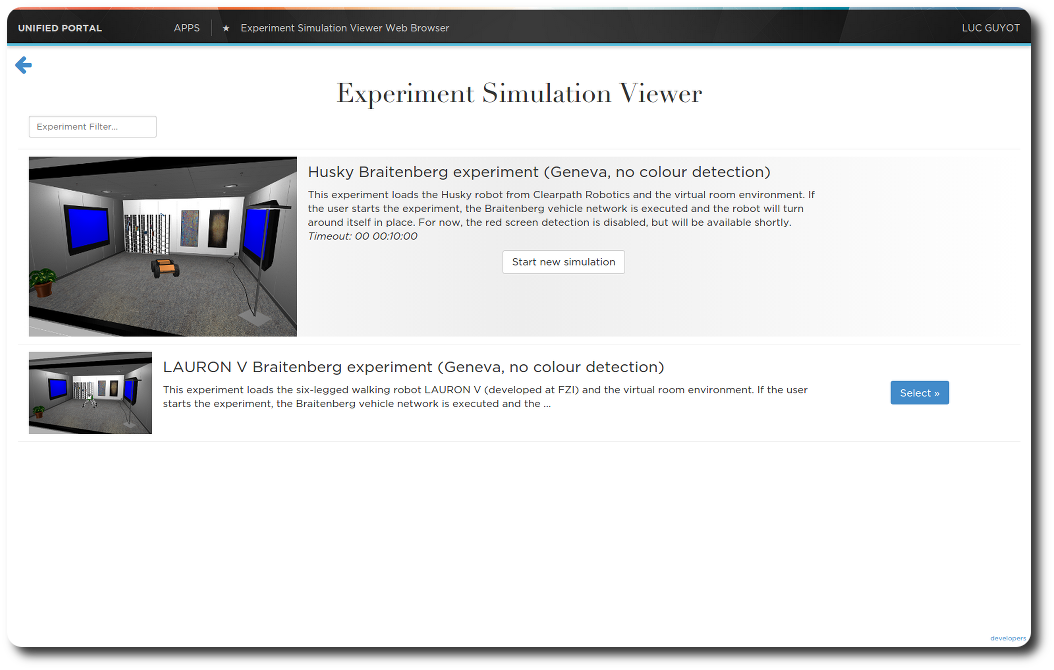 UNIFIED PORTAL APPS ★ Experiment Simulation Viewer Web Browser LUC GUYOT
Experiment Simulation Viewer
Experiment Filter...
Husky Braitenberg experiment (Geneva, no colour detection)
This experiment loads the Husky robot from Clearpath Robotics and the virtual room environment. If
the user starts the experiment, the Braitenberg vehicle network is executed and the robot will turn
around itself in place. For now, the red screen detection is disabled, but will be available shortly.
Timeout: 00 00:10:00
Start new simulation
LAURON V Braitenberg experiment (Geneva, no colour detection)
This experiment loads the six-legged walking robot LAURON V (developed at FZI) and the virtual room environment. If the user
starts the experiment, the Braitenberg vehicle network is executed and the ...
Select »
developers